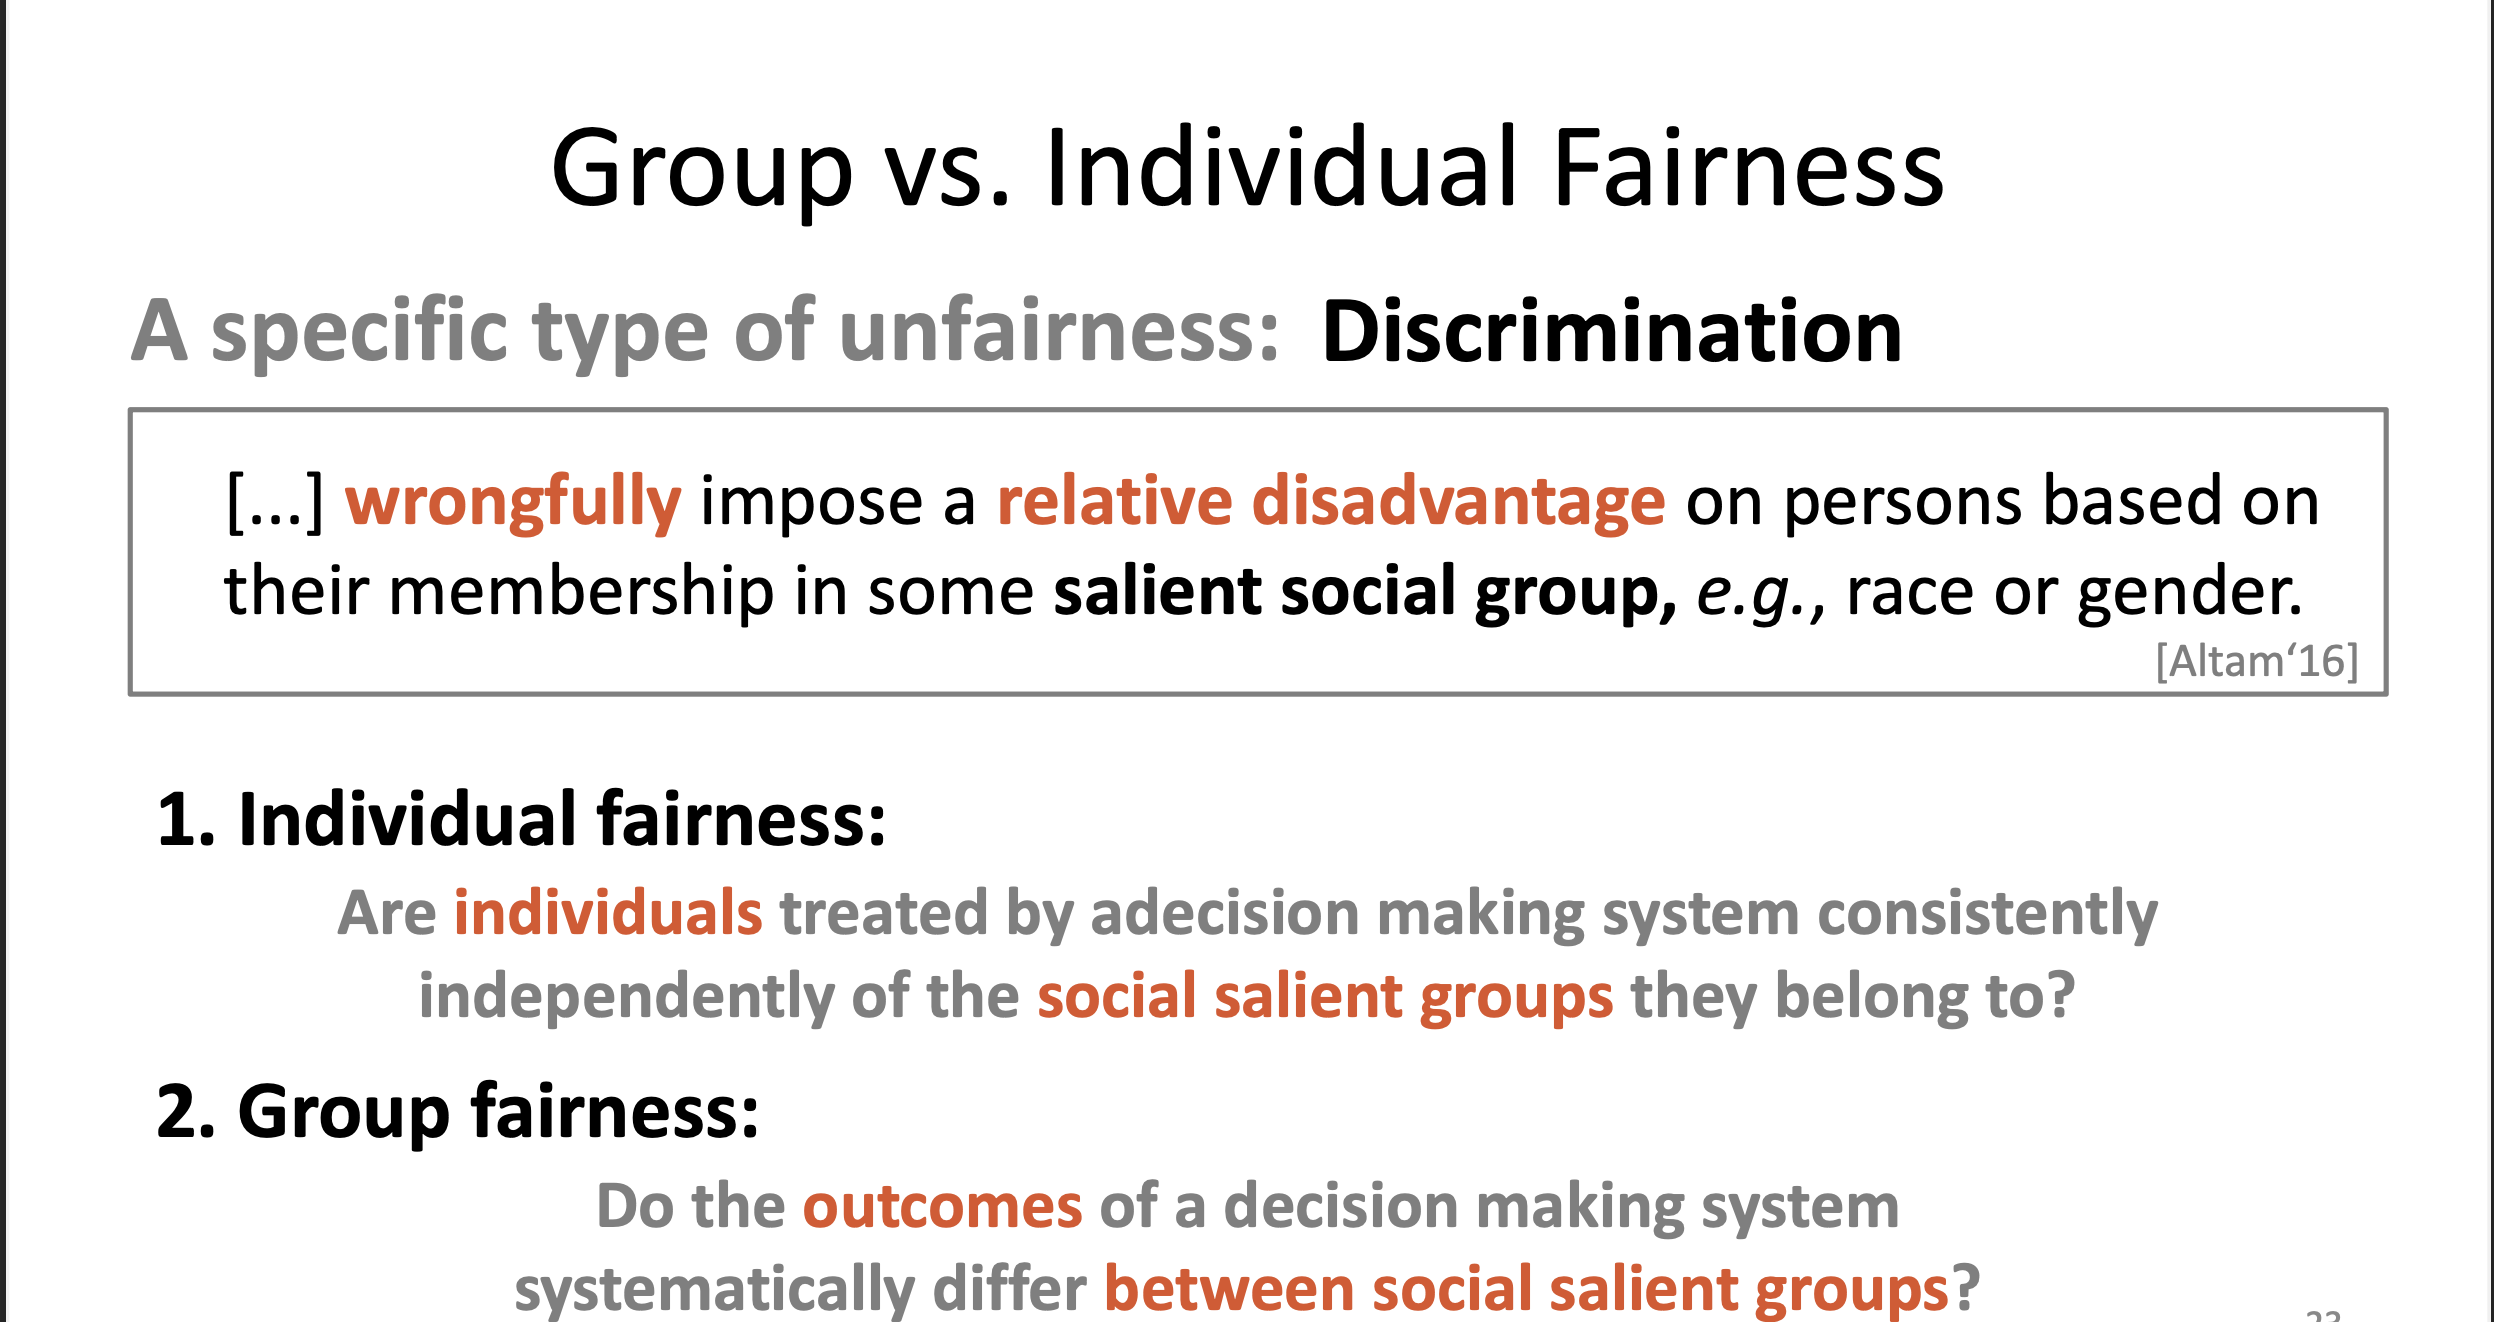 Group vs. Individual Fairness
A specific type of unfairness: Discrimination
[…] wrongfully impose a relative disadvantage on persons based on
their membership in some salient social group, e.g., race or gender.
[Altam‘16]
1. Individual fairness:
Are individuals treated by adecision making system consistently
independently of the social salient groups they belong to?
2. Group fairness:
Do the outcomes of a decision making system
systematically differ between social salient groups?